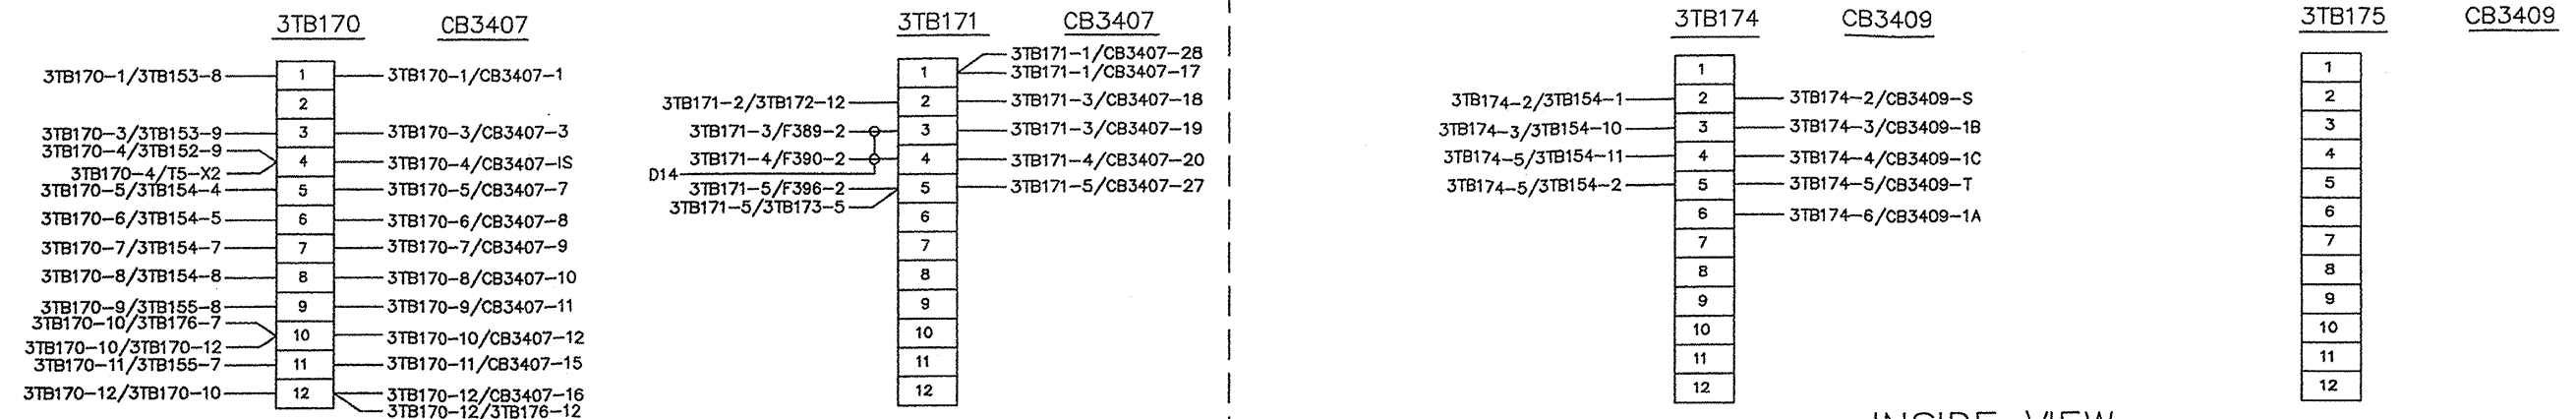 3TB170 CB3407
3TB170-1/3TB153-8 1 3TB170-1/CB3407-1
2
3TB170-3/3TB153-9 3 3TB170-3/CB3407-3
3TB170-4/3TB152-9
4 3TB170-4/CB3407-IS
3TB170-4/T5-X2
3TB170-5/3TB154-4 5 3TB170-5/CB3407-7
3TB170-6/3TB154-5 6 3TB170-6/CB3407-8
3TB170-7/3TB154-7 7 3TB170-7/CB3407-9
3TB170-8/3TB154-8 8 3TB170-8/CB3407-10
3TB170-9/3TB155-8 9 3TB170-9/CB3407-11
3TB170-10/3TB176-7
10 3TB170-10/CB3407-12
3TB170-10/3TB170-12
3TB170-11/3TB155-7 11 3TB170-11/CB3407-15
3TB170-12/3TB170-10 12 3TB170-12/CB3407-16
3TB170-12/3TB176-12
3TB171 CB3407
3TB171-1/CB3407-28
1 3TB171-1/CB3407-17
3TB171-2/3TB172-12 2 3TB171-3/CB3407-18
3TB171-3/F389-2 3 3TB171-3/CB3407-19
3TB171-4/F390-2 4 3TB171-4/CB3407-20
D14
3TB171-5/F396-2 5 3TB171-5/CB3407-27
3TB171-5/3TB173-5
6
7
8
9
10
11
12
3TB174 CB3409
1
3TB174-2/3TB154-1 2 3TB174-2/CB3409-S
3TB174-3/3TB154-10 3 3TB174-3/CB3409-1B
3TB174-5/3TB154-11 4 3TB174-4/CB3409-1C
3TB174-5/3TB154-2 5 3TB174-5/CB3409-T
6 3TB174-6/CB3409-1A
7
8
9
10
11
12
3TB175 CB3409
1
2
3
4
5
6
7
8
9
10
11
12
INSIDE VIEW